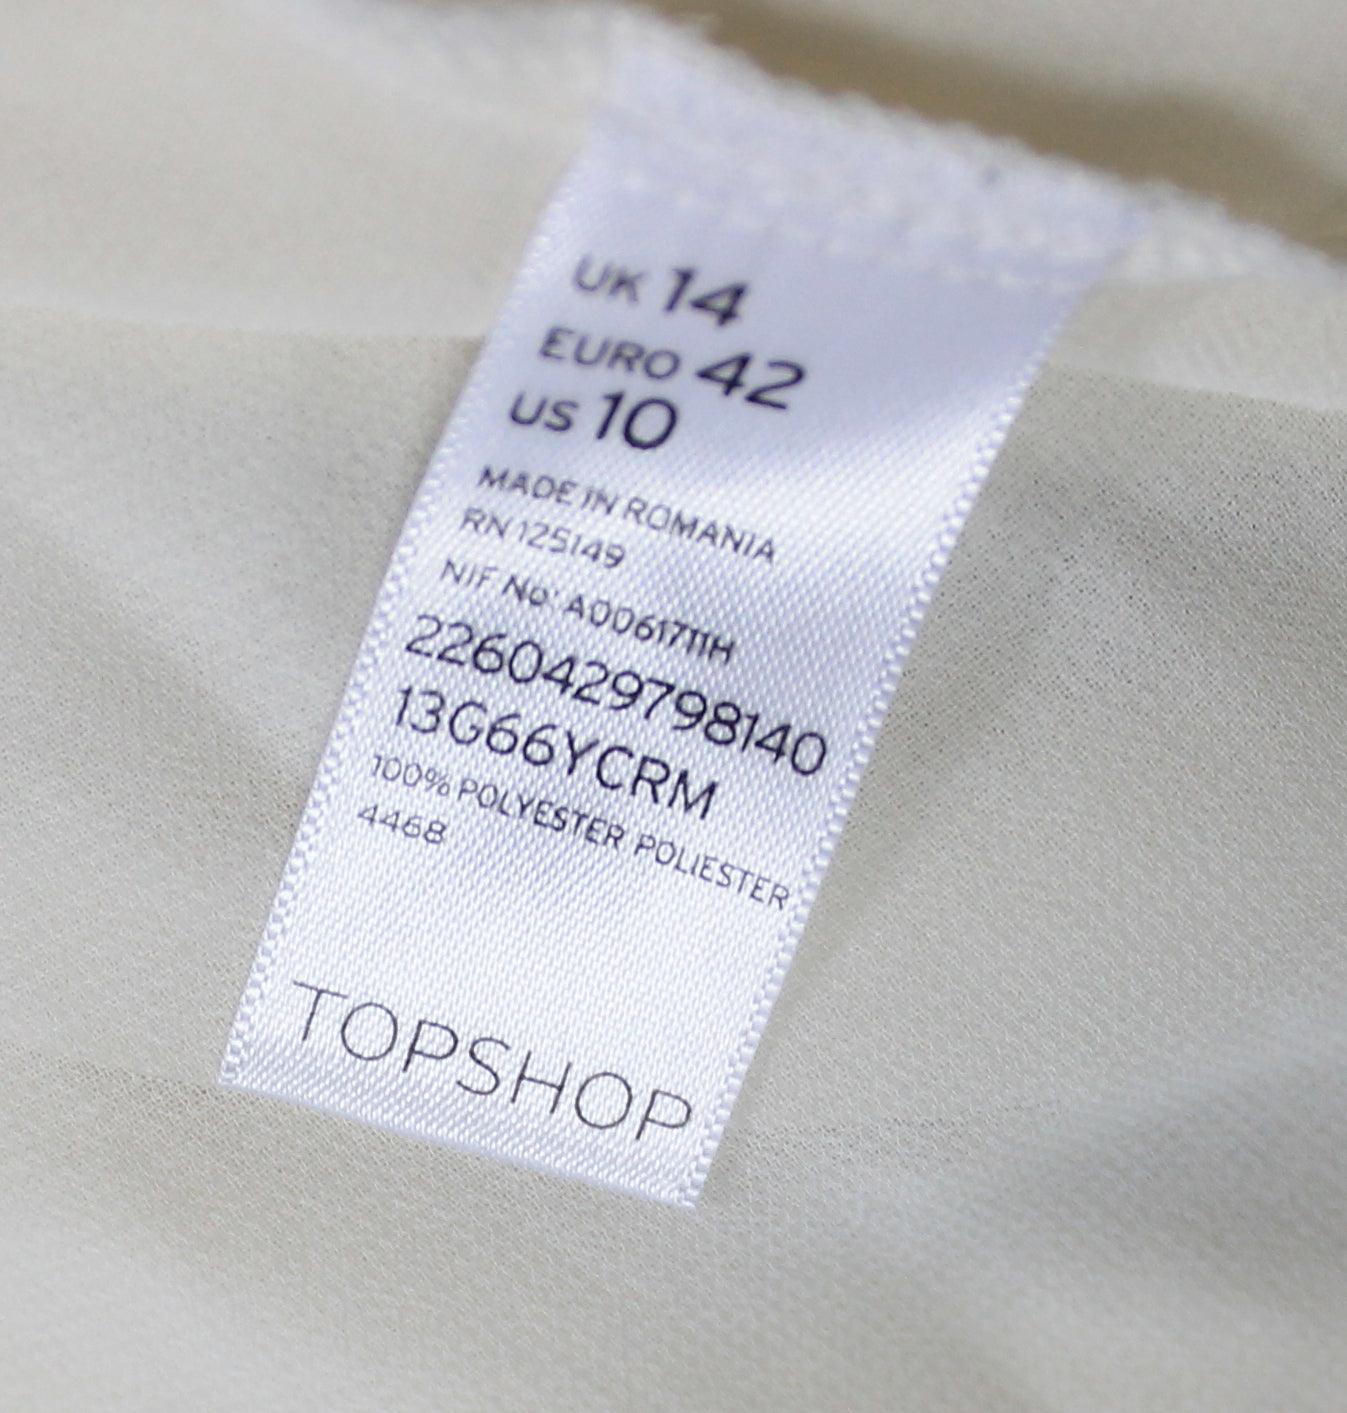 UK 14
EURO 42
US 10
MADE IN ROMANIA
RN 125149
NIF No: A0061711H
2260429798140
13G66YCRM
100% POLYESTER POLIESTER
4468
TOPSHOP